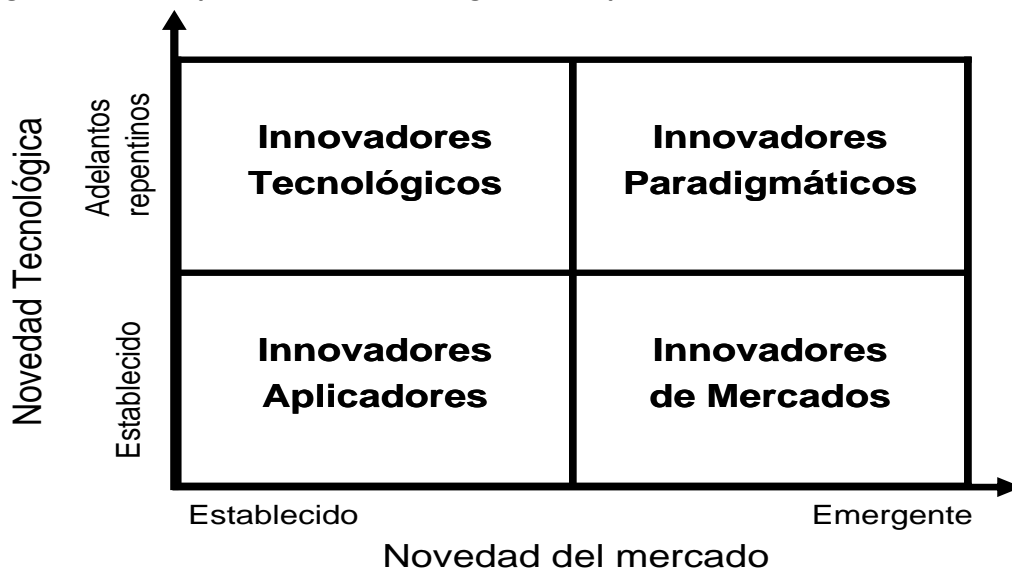 Novedad Tecnológica
Adelantos
repentinos
Establecido
Innovadores
Tecnológicos
Innovadores
Paradigmáticos
Innovadores
Aplicadores
Innovadores
de Mercados
Establecido
Emergente
Novedad del mercado